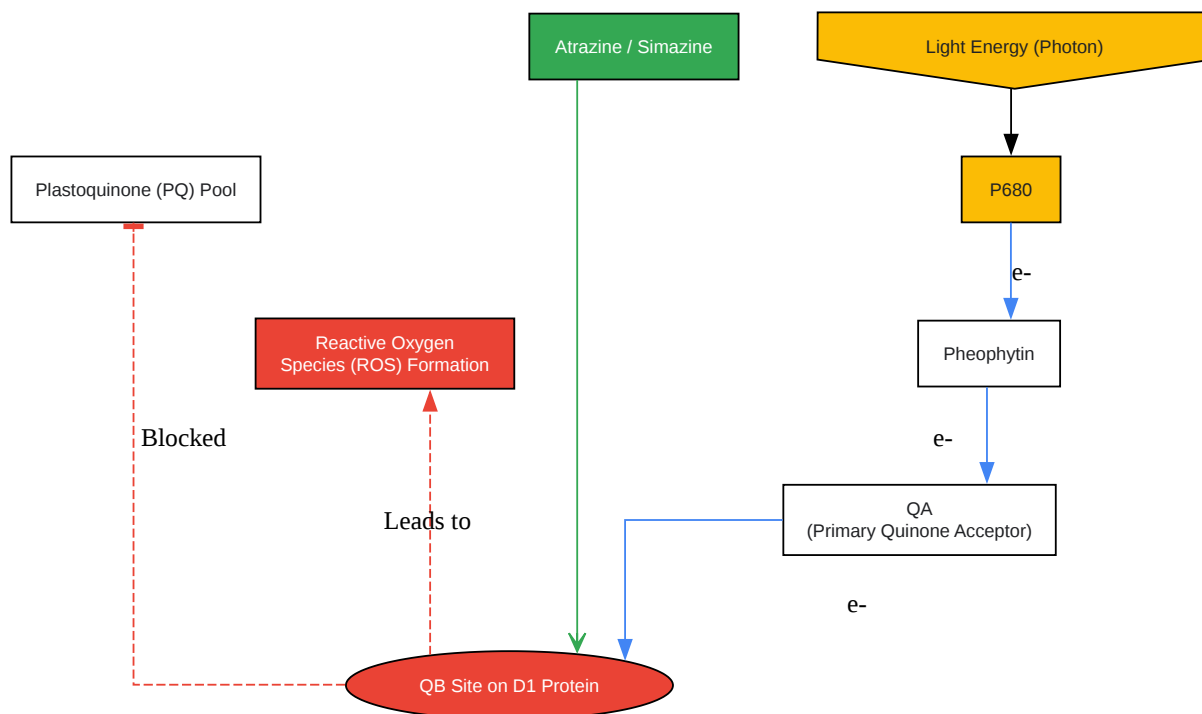 Atrazine / Simazine
Light Energy (Photon)
Plastoquinone (PQ) Pool
P680
e-
Reactive Oxygen
Species (ROS) Formation
Pheophytin
Blocked
e-
QA
(Primary Quinone Acceptor)
Leads to
e-
QB Site on D1 Protein